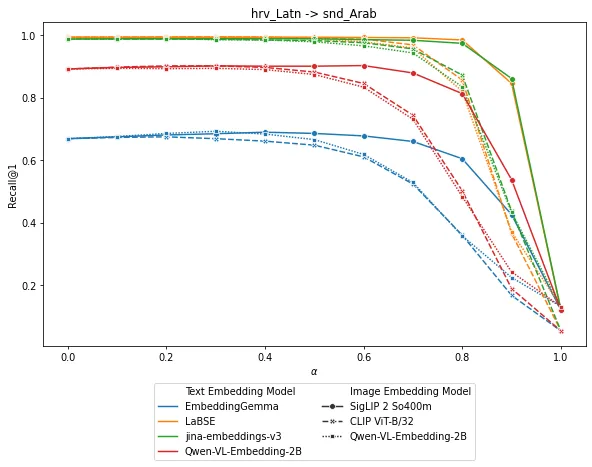 hrv_Latn -> snd_Arab
Recall@1
1.0
0.8
0.6
0.4
0.2
0.0 0.2 0.4 0.6 0.8 1.0
α
Text Embedding Model Image Embedding Model
EmbeddingGemma SigLIP 2 So400m
LaBSE CLIP ViT-B/32
jina-embeddings-v3 Qwen-VL-Embedding-2B
Qwen-VL-Embedding-2B